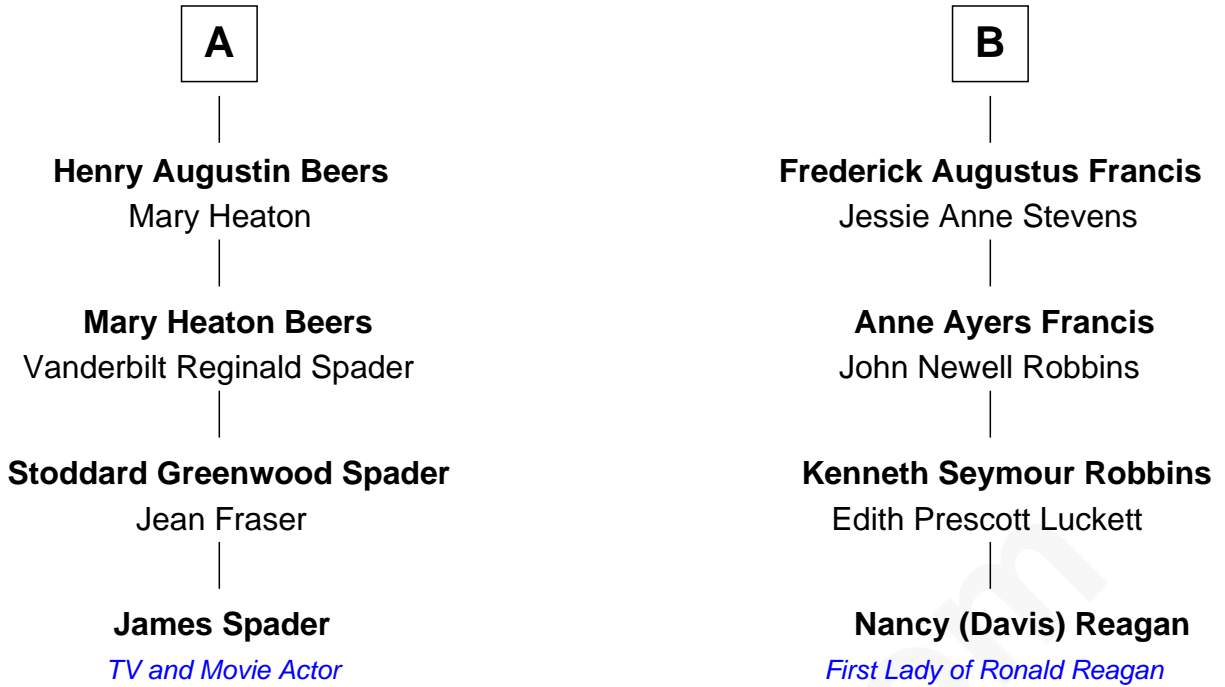 A
B
Henry Augustin Beers
Mary Heaton
Frederick Augustus Francis
Jessie Anne Stevens
Mary Heaton Beers
Vanderbilt Reginald Spader
Anne Ayers Francis
John Newell Robbins
Stoddard Greenwood Spader
Jean Fraser
Kenneth Seymour Robbins
Edith Prescott Luckett
James Spader
TV and Movie Actor
Nancy (Davis) Reagan
First Lady of Ronald Reagan